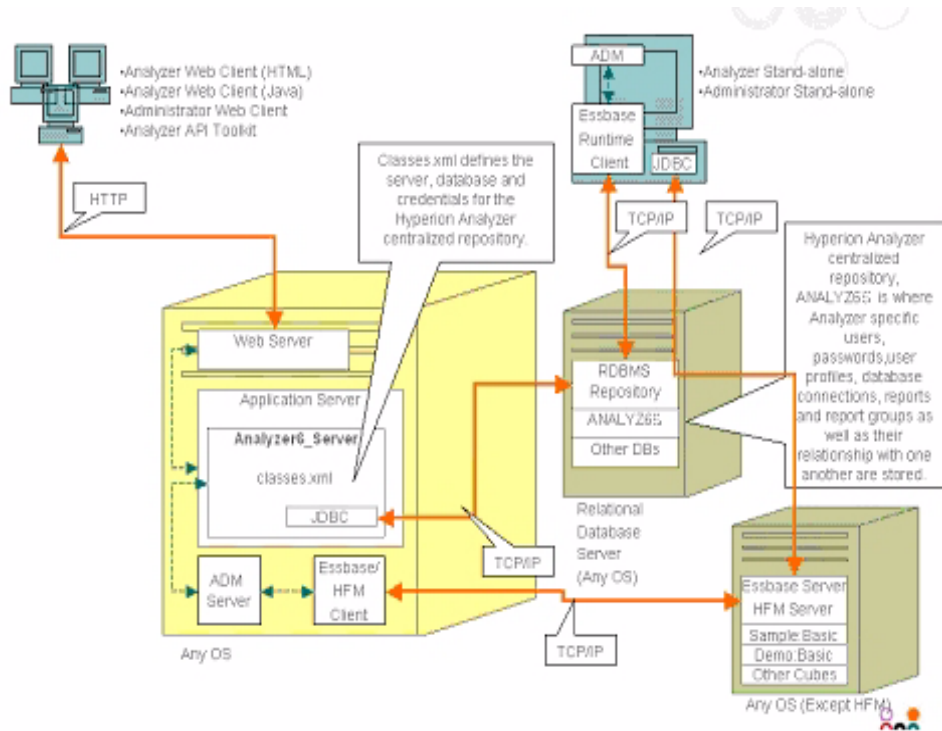 •Analyzer Web Client (HTML)
•Analyzer Web Client (Java)
•Administrator Web Client
•Analyzer API Toolkit
HTTP
Classes.xml defines the
server, database and
credentials for the
Hyperion Analyzer
centralized repository.
ADM
Essbase
Runtime
Client
JDBC
•Analyzer Stand-alone
•Administrator Stand-alone
TCP/IP
TCP/IP
Hyperion Analyzer
centralized
repository,
ANALYZ65 is where
Analyzer specific
users,
passwords,user
profiles, database
connections, reports
and report groups as
well as their
relationship with one
another are stored.
Web Server
Application Server
Analyzer6_Server
classes.xml
JDBC
ADM
Server
Essbase/
HFM
Client
Any OS
TCP/IP
TCP/IP
RDBMS
Repository
ANALYZ65
Other DBs
Relational
Database
Server
(Any OS)
Essbase Server
HFM Server
Sample:Basic
Demo:Basic
Other Cubes
Any OS (Except HFM)